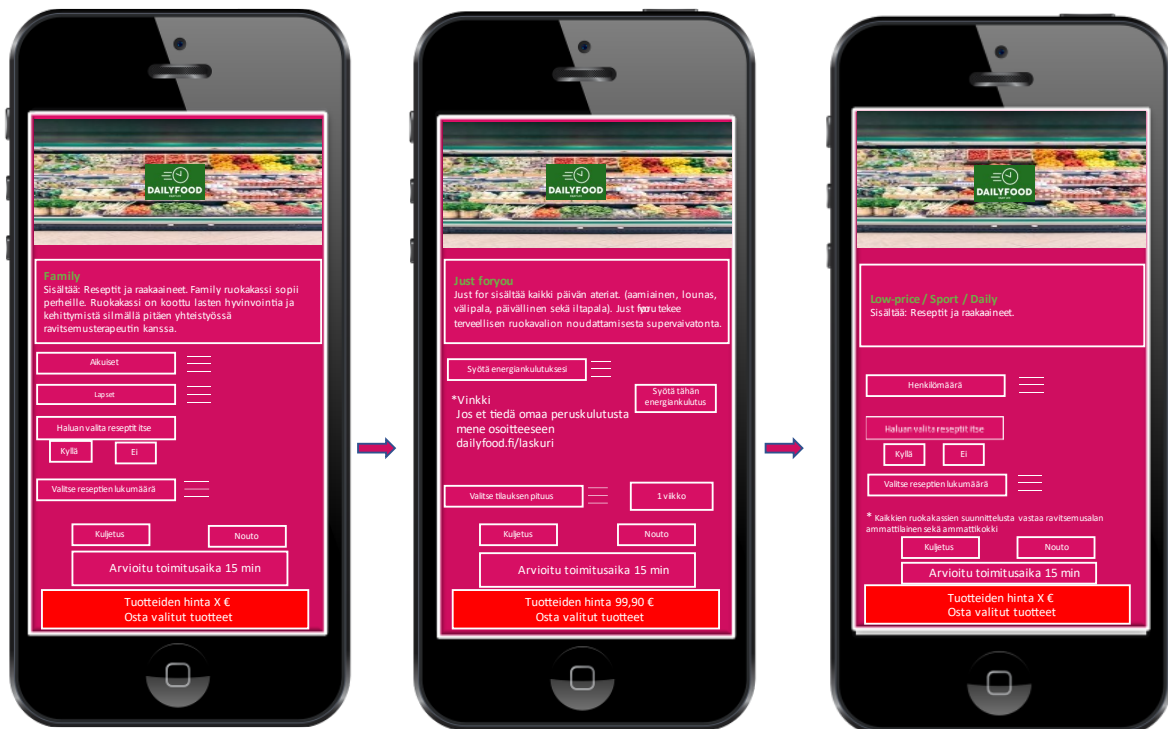 DAILYFOOD
Family
Sisältää: Reseptit ja raakaaineet. Family ruokakassi sopii
perheille. Ruokakassi on koottu lasten hyvinvointia ja
kehittymistä silmällä pitäen yhteistyössä
ravitsemusterapeutin kanssa.
Aikuiset
Lapset
Haluan valita reseptit itse
Kyllä
Ei
Valitse reseptien lukumäärä
Kuljetus
Nouto
Arvioitu toimitusaika 15 min
Tuotteiden hinta X €
Osta valitut tuotteet
DAILYFOOD
Just foryou
Just for sisältää kaikki päivän ateriat. (aamiainen, lounas,
välipala, päivällinen sekä iltapala). Just foryou tekee
terveellisen ruokavalion noudattamisesta supervaivatonta.
Syötä energiankulutuksesi
Syötä tähän
energiankulutus
*Vinkki
Jos et tiedä omaa peruskulutusta
mene osoitteeseen
dailyfood.fi/laskuri
Valitse tilauksen pituus
1 viikko
Kuljetus
Nouto
Arvioitu toimitusaika 15 min
Tuotteiden hinta 99,90 €
Osta valitut tuotteet
DAILYFOOD
Low-price / Sport / Daily
Sisältää: Reseptit ja raakaaineet.
Henkilömäärä
Haluan valita reseptit itse
Kyllä
Ei
Valitse reseptien lukumäärä
* Kaikkien ruokakassien suunnittelusta vastaa ravitsemusalan
ammattilainen sekä ammattikokki
Kuljetus
Nouto
Arvioitu toimitusaika 15 min
Tuotteiden hinta X €
Osta valitut tuotteet